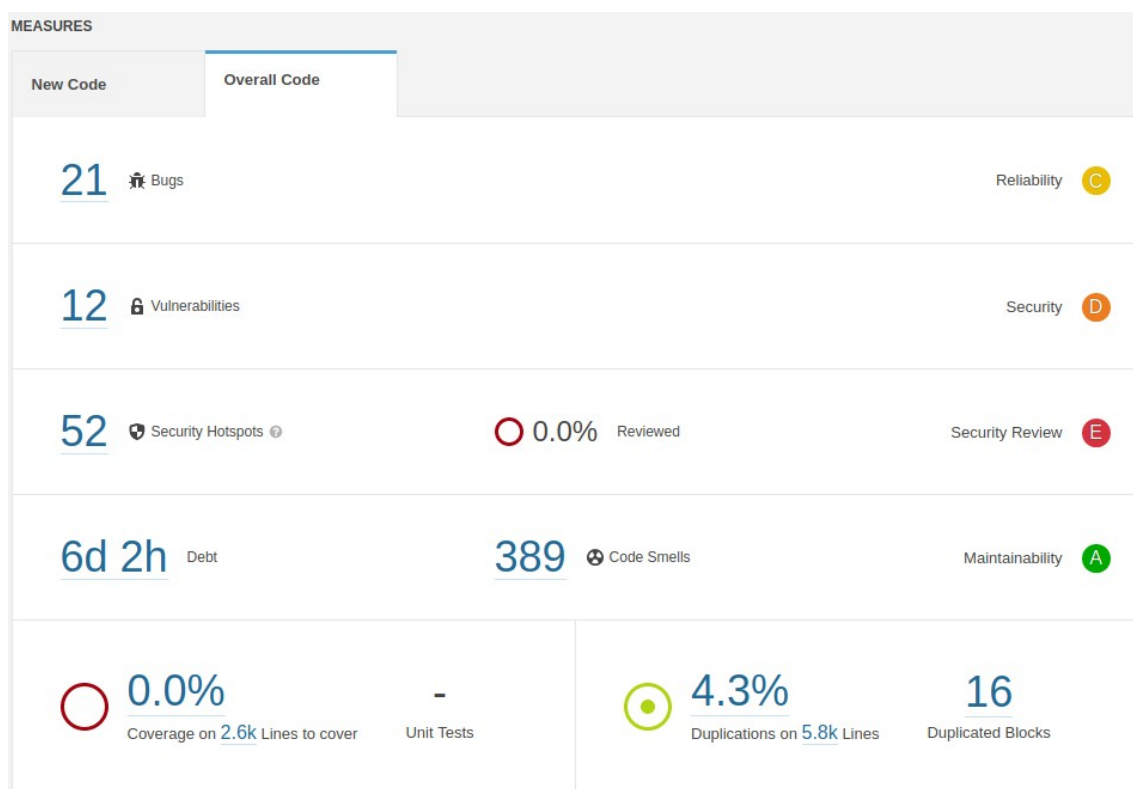 MEASURES
New Code
Overall Code
21 Bugs
Reliability C
12 Vulnerabilities
Security D
52 Security Hotspots ?
0.0% Reviewed
Security Review E
6d 2h Debt
389 Code Smells
Maintainability A
0.0%
Coverage on 2.6k Lines to cover
-
Unit Tests
4.3%
Duplications on 5.8k Lines
16
Duplicated Blocks